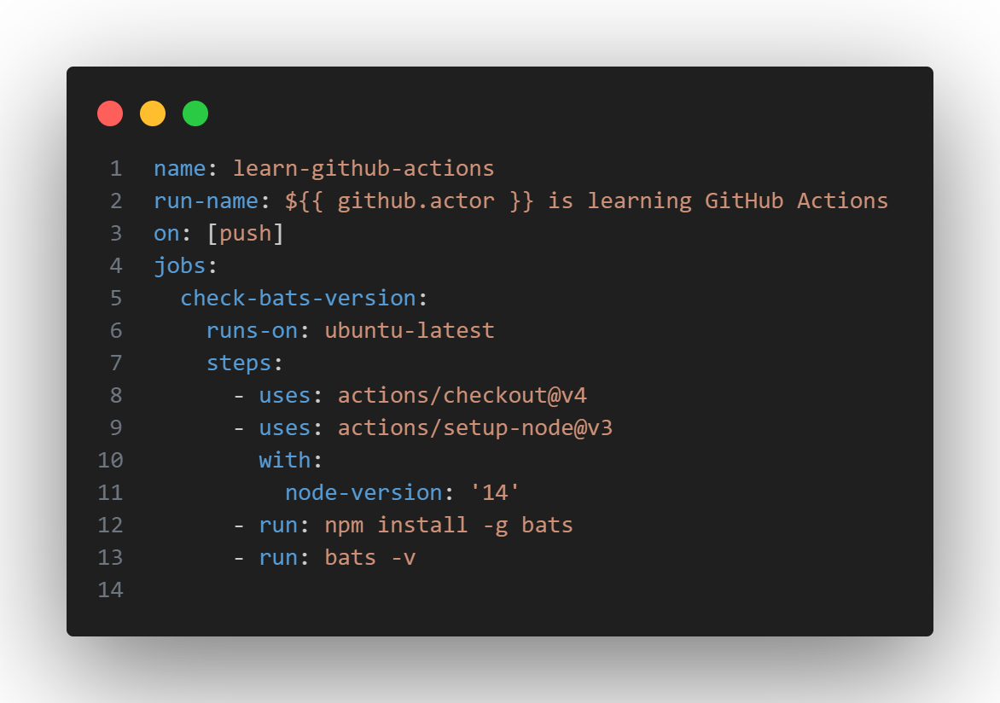 1 name: learn-github-actions
2 run-name: ${{ github.actor }} is learning GitHub Actions
3 on: [push]
4 jobs:
5   check-bats-version:
6     runs-on: ubuntu-latest
7     steps:
8       - uses: actions/checkout@v4
9       - uses: actions/setup-node@v3
10         with:
11           node-version: '14'
12       - run: npm install -g bats
13       - run: bats -v
14